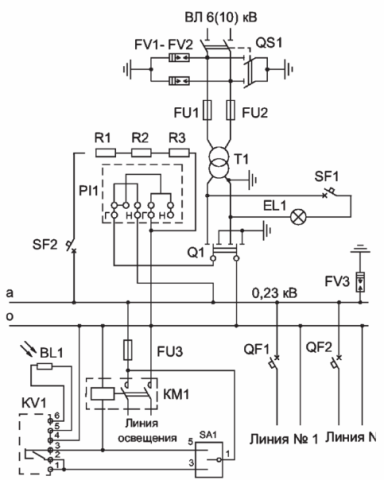 ВЛ 6(10) кВ
FV1- FV2
QS1
FU1
FU2
R1
R2
R3
T1
PI1
SF1
EL1
Г
Н
Г
Н
SF2
Q1
FV3
а
0,23 кВ
о
BL1
FU3
QF1
QF2
KV1
KM1
6
5
4
3
2
1
Линия
освещения
SA1
5
3
1
Линия № 1
Линия №